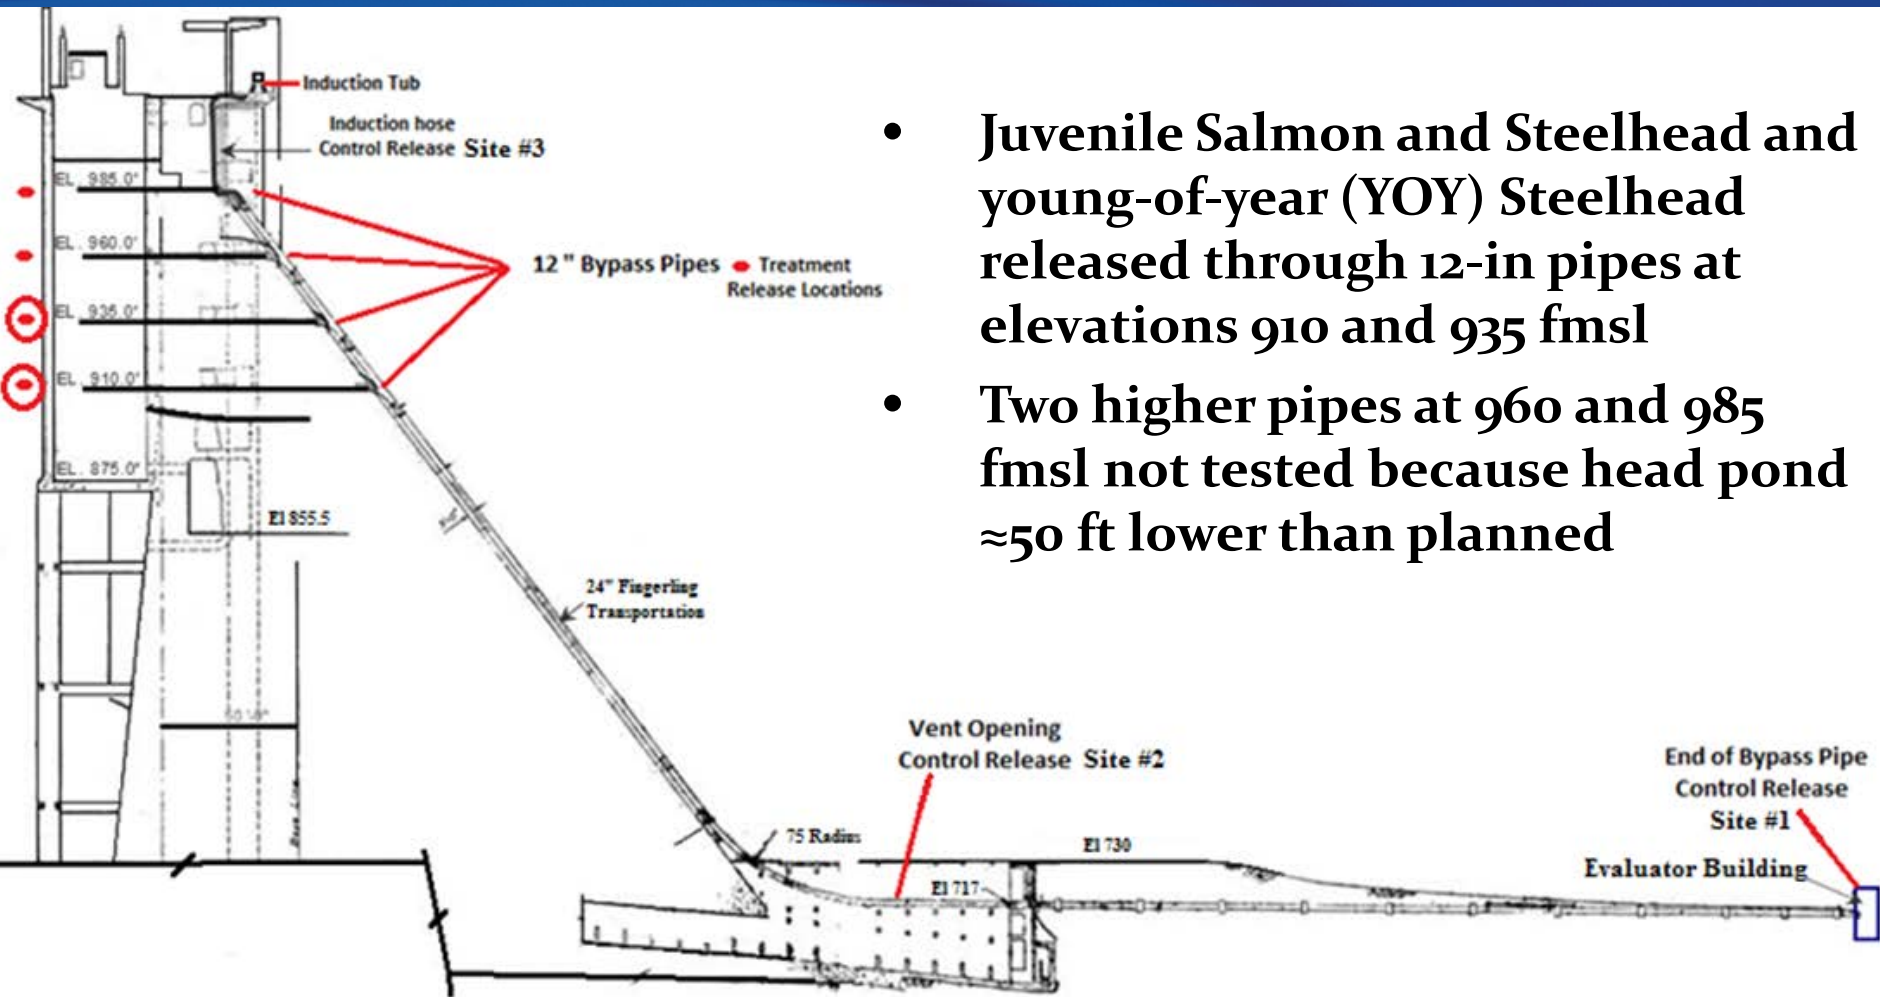 Induction Tub
Induction hose
Control Release Site #3
EL. 985.0'
EL. 960.0'
12 " Bypass Pipes
Treatment
Release Locations
EL. 935.0'
EL. 910.0'
EL. 875.0'
El 855.5
24" Fingerling
Transportation
• Juvenile Salmon and Steelhead and
young-of-year (YOY) Steelhead
released through 12-in pipes at
elevations 910 and 935 fmsl
• Two higher pipes at 960 and 985
fmsl not tested because head pond
≈50 ft lower than planned
Vent Opening
Control Release Site #2
End of Bypass Pipe
Control Release
Site #1
75 Radius
El 730
Evaluator Building
El 717